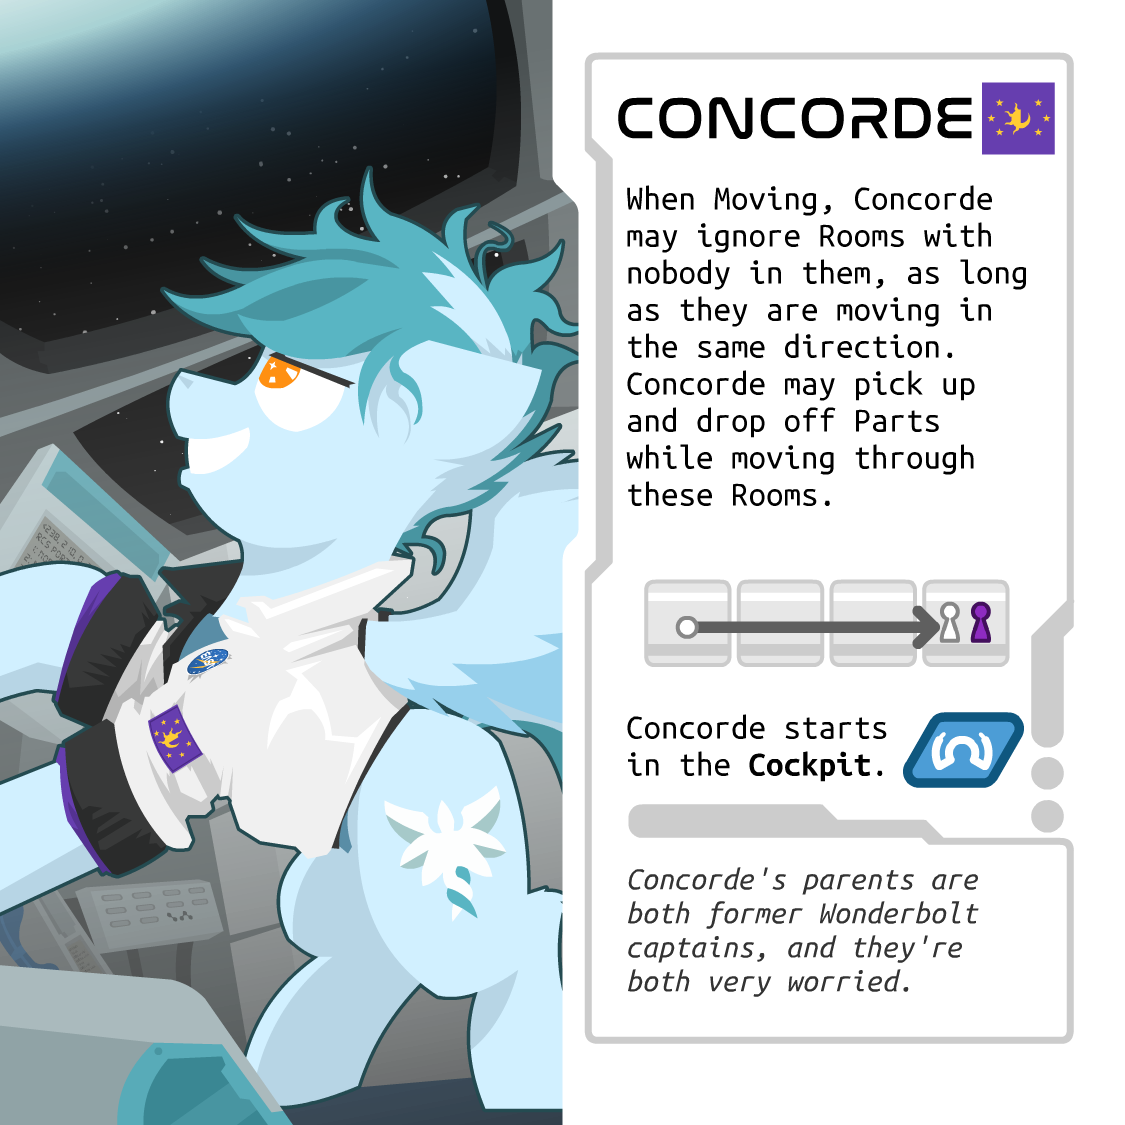 CONCORDE
When Moving, Concorde
may ignore Rooms with
nobody in them, as long
as they are moving in
the same direction.
Concorde may pick up
and drop off Parts
while moving through
these Rooms.
Concorde starts
in the Cockpit.
Concorde's parents are
both former Wonderbolt
captains, and they're
both very worried.